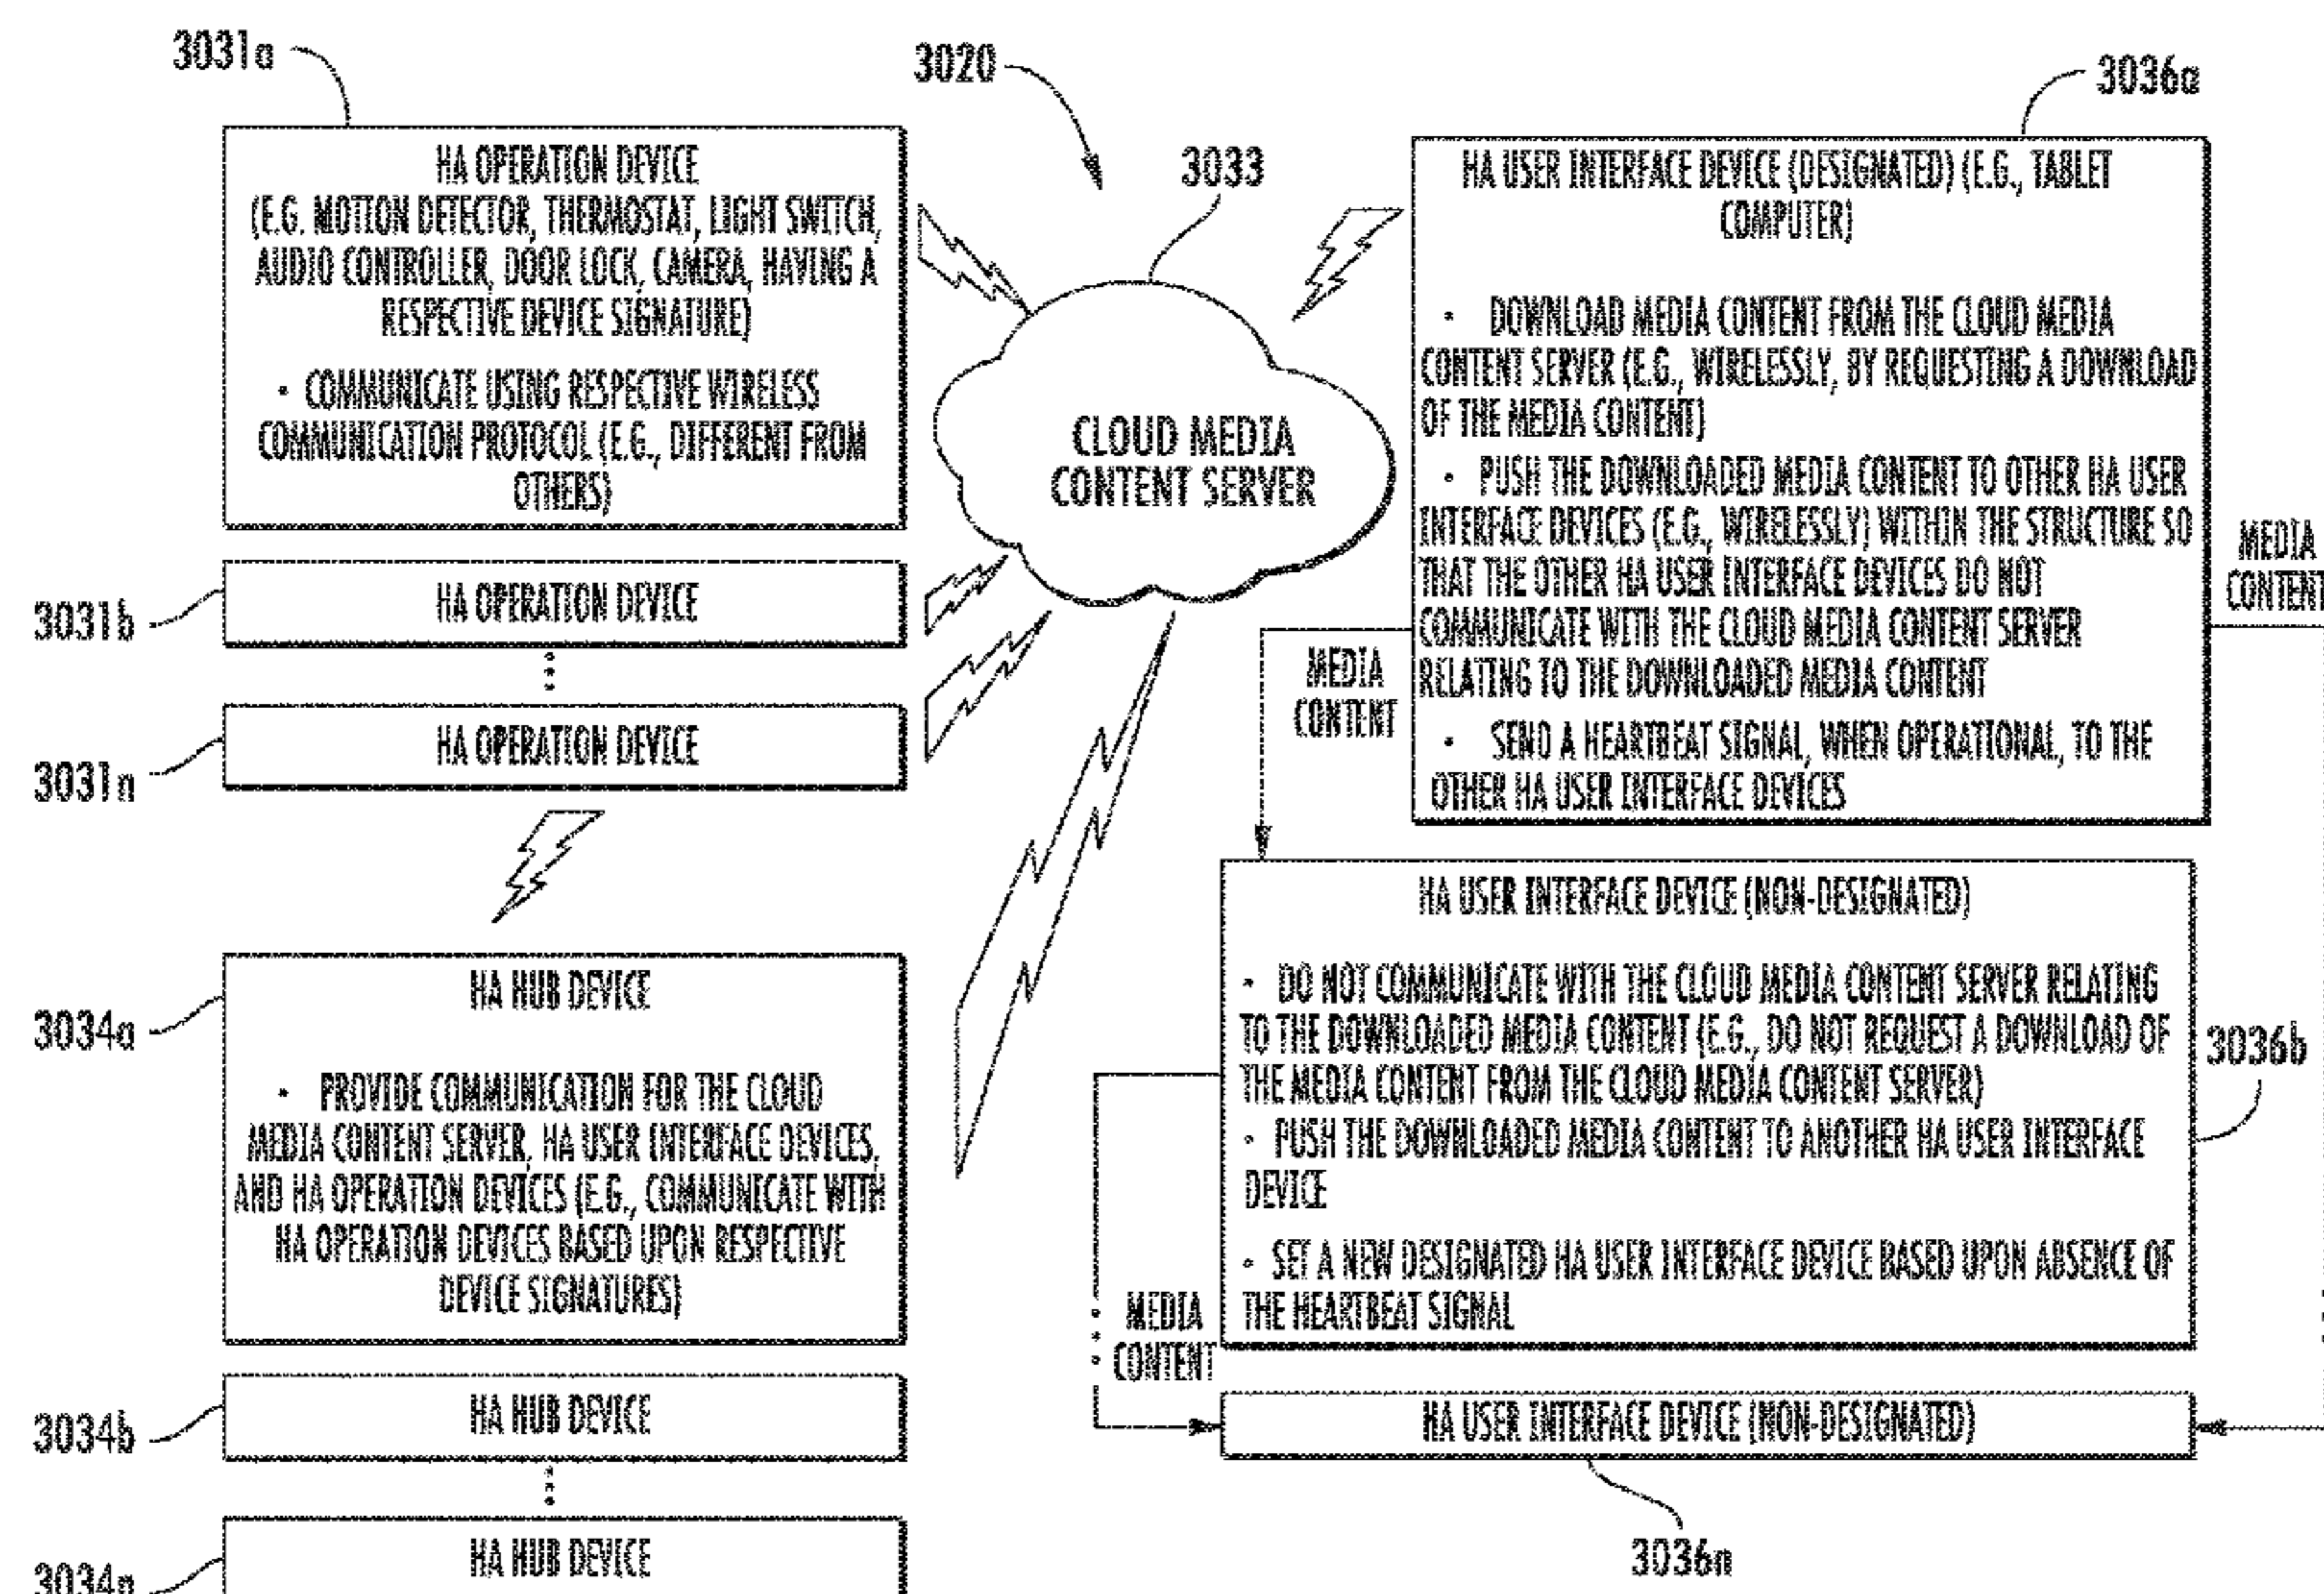 3031a
3020
3036a
3033
HA OPERATION DEVICE
(E.G. MOTION DETECTOR, THERMOSTAT, LIGHT SWITCH,
AUDIO CONTROLLER, DOOR LOCK, CAMERA, HAVING A
RESPECTIVE DEVICE SIGNATURE)
• COMMUNICATE USING RESPECTIVE WIRELESS
COMMUNICATION PROTOCOL (E.G., DIFFERENT FROM
OTHERS)
3031b
HA OPERATION DEVICE
3031n
HA OPERATION DEVICE
CLOUD MEDIA
CONTENT SERVER
HA USER INTERFACE DEVICE (DESIGNATED) (E.G., TABLET
COMPUTER)
• DOWNLOAD MEDIA CONTENT FROM THE CLOUD MEDIA
CONTENT SERVER (E.G., WIRELESSLY, BY REQUESTING A DOWNLOAD
OF THE MEDIA CONTENT)
• PUSH THE DOWNLOADED MEDIA CONTENT TO OTHER HA USER
INTERFACE DEVICES (E.G., WIRELESSLY) WITHIN THE STRUCTURE SO
THAT THE OTHER HA USER INTERFACE DEVICES DO NOT
COMMUNICATE WITH THE CLOUD MEDIA CONTENT SERVER
RELATING TO THE DOWNLOADED MEDIA CONTENT
• SEND A HEARTBEAT SIGNAL, WHEN OPERATIONAL, TO THE
OTHER HA USER INTERFACE DEVICES
MEDIA
CONTENT
MEDIA
CONTENT
3034a
HA HUB DEVICE
• PROVIDE COMMUNICATION FOR THE CLOUD
MEDIA CONTENT SERVER, HA USER INTERFACE DEVICES,
AND HA OPERATION DEVICES (E.G., COMMUNICATE WITH
HA OPERATION DEVICES BASED UPON RESPECTIVE
DEVICE SIGNATURES)
3034b
HA HUB DEVICE
3034n
HA HUB DEVICE
HA USER INTERFACE DEVICE (NON-DESIGNATED)
• DO NOT COMMUNICATE WITH THE CLOUD MEDIA CONTENT SERVER RELATING
TO THE DOWNLOADED MEDIA CONTENT (E.G., DO NOT REQUEST A DOWNLOAD OF
THE MEDIA CONTENT FROM THE CLOUD MEDIA CONTENT SERVER)
• PUSH THE DOWNLOADED MEDIA CONTENT TO ANOTHER HA USER INTERFACE
DEVICE
• SET A NEW DESIGNATED HA USER INTERFACE DEVICE BASED UPON ABSENCE OF
THE HEARTBEAT SIGNAL
3036b
MEDIA
CONTENT
HA USER INTERFACE DEVICE (NON-DESIGNATED)
3036n